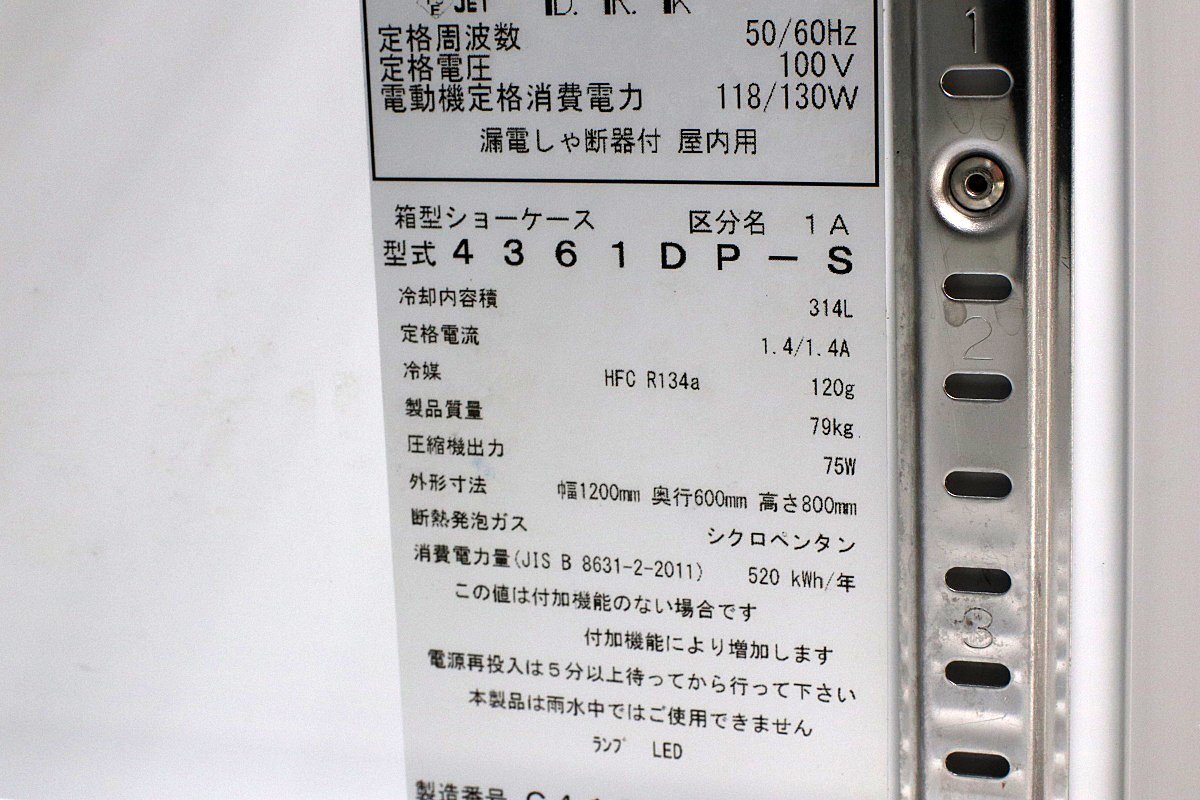 JET D. K. K
定格周波数 50/60Hz
定格電圧 100V
電動機定格消費電力 118/130W
漏電しゃ断器付 屋内用
箱型ショーケース 区分名 1A
型式 4361DP-S
冷却内容積 314L
定格電流 1.4/1.4A
冷媒 HFC R134a 120g
製品質量 79kg
圧縮機出力 75W
外形寸法 幅1200mm 奥行600mm 高さ800mm
断熱発泡ガス シクロペンタン
消費電力量(JIS B 8631-2-2011) 520 kWh/年
この値は付加機能のない場合です
付加機能により増加します
電源再投入は5分以上待ってから行って下さい
本製品は雨水中ではご使用できません
ﾗﾝﾌﾟ LED
製造番号
1
2
3